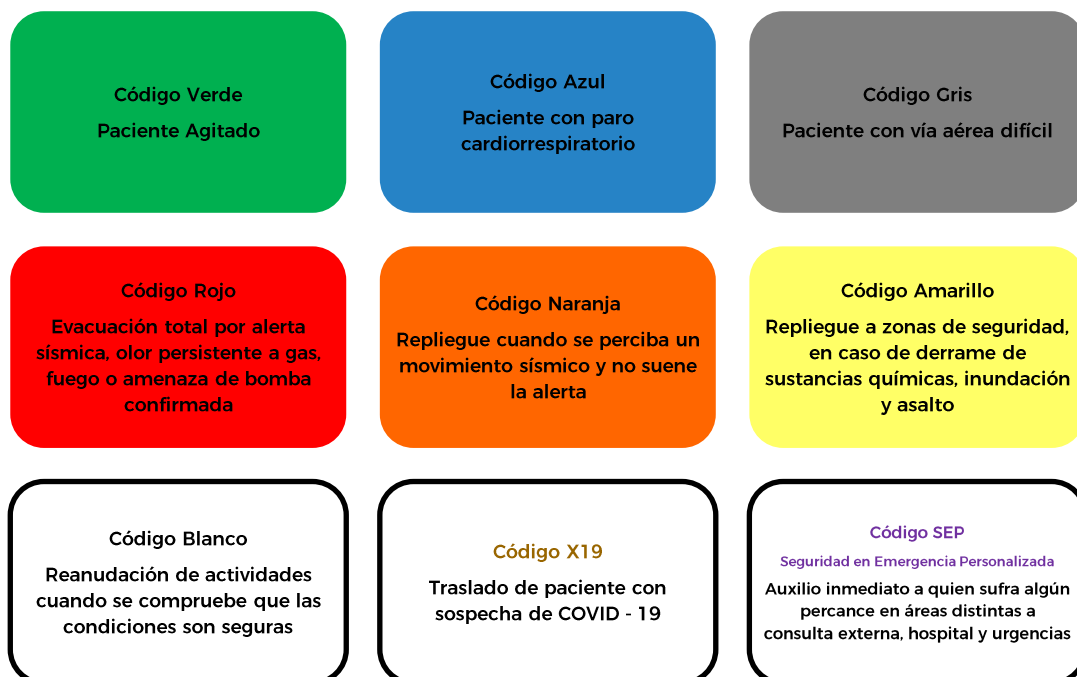 Código Verde
Paciente Agitado
Código Azul
Paciente con paro
cardiorrespiratorio
Código Gris
Paciente con vía aérea difícil
Código Rojo
Evacuación total por alerta
sísmica, olor persistente a gas,
fuego o amenaza de bomba
confirmada
Código Naranja
Repliegue cuando se perciba un
movimiento sísmico y no suene
la alerta
Código Amarillo
Repliegue a zonas de seguridad,
en caso de derrame de
sustancias químicas, inundación
y asalto
Código Blanco
Reanudación de actividades
cuando se compruebe que las
condiciones son seguras
Código X19
Traslado de paciente con
sospecha de COVID - 19
Código SEP
Seguridad en Emergencia Personalizada
Auxilio inmediato a quien sufra algún
percance en áreas distintas a
consulta externa, hospital y urgencias